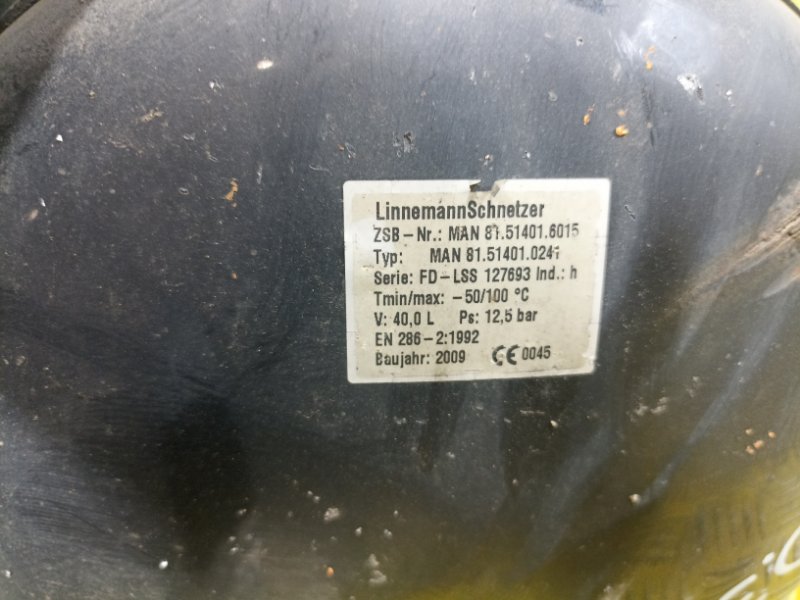 LinnemannSchnetzer
ZSB-Nr.: MAN 81.51401.6015
Typ: MAN 81.51401.0241
Serie: FD-LSS 127693 Ind.: h
Tmin/max: -50/100 °C
V: 40,0 L Ps: 12,5 bar
EN 286-2:1992
Baujahr: 2009 CE 0045